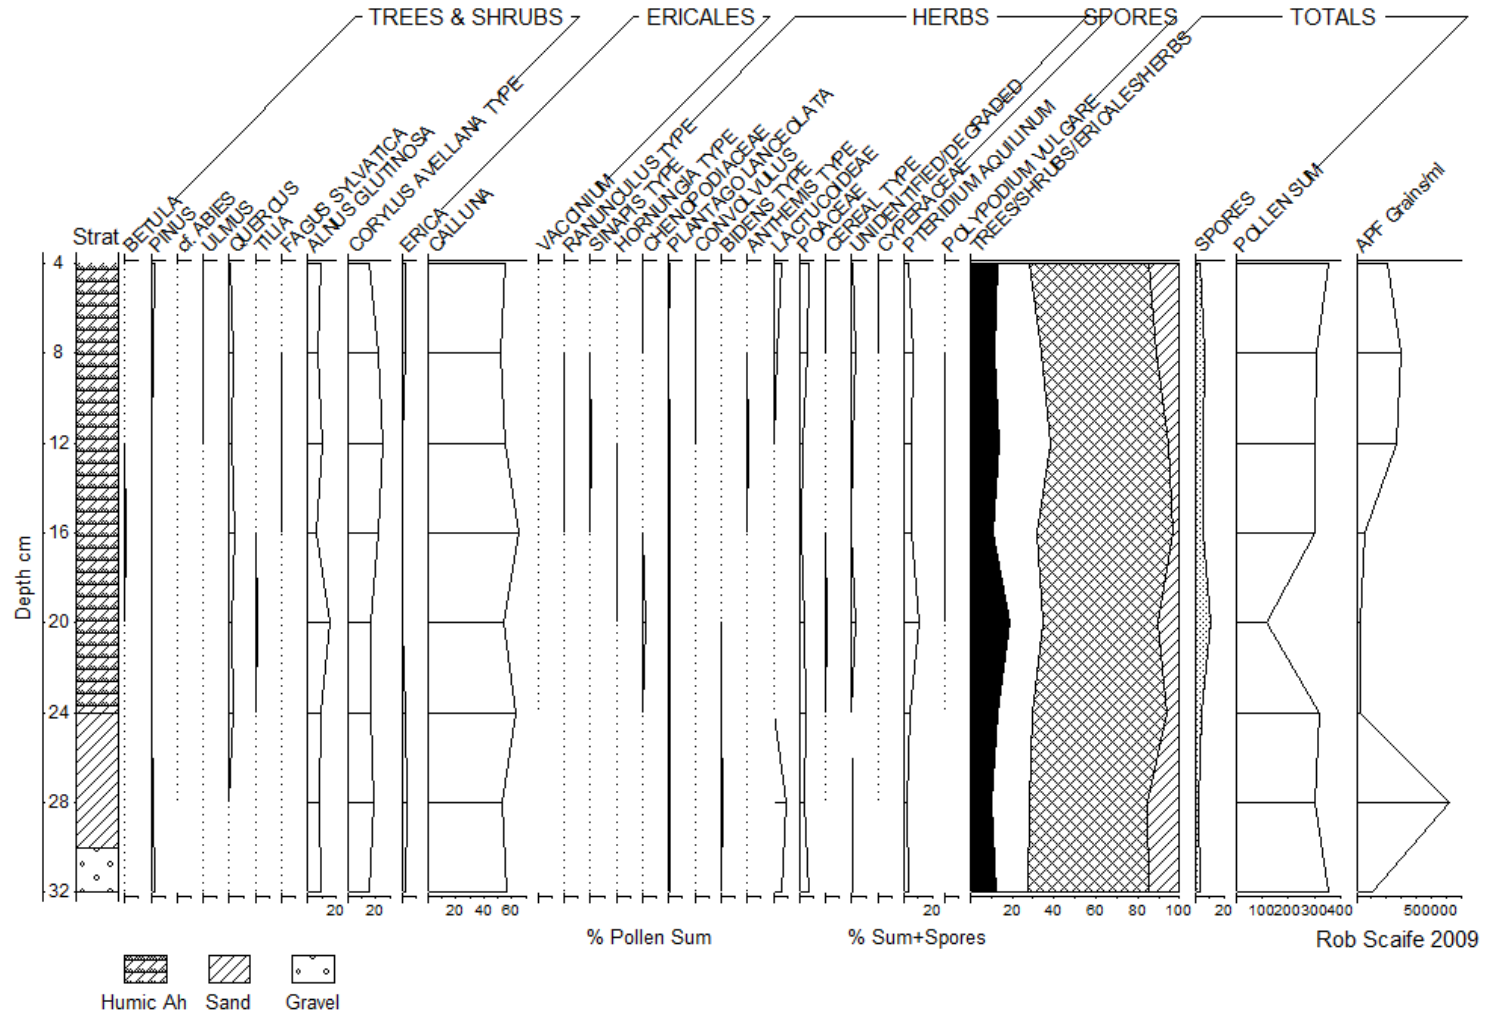 TREES & SHRUBS
ERICALES
HERBS
SPORES
TOTALS
Strat
BETULA
PINUS
cf. ABIES
ULMUS
QUERCUS
TILIA
FAGUS SYLVATICA
ALNUS GLUTINOSA
CORYLUS AVELLANA TYPE
ERICA
CALLUNA
VACCINIUM
RANUNCULUS TYPE
SINAPIS TYPE
HORNUNGIA TYPE
CHENOPODIACEAE
PLANTAGO LANCEOLATA
CONVOLVULUS
BIDENS TYPE
ANTHEMIS TYPE
LACTUCOIDEAE
POACEAE
CEREAL TYPE
UNIDENTIFIED/DEGRADED
CYPERACEAE
PTERIDIUM AQUILINUM
POLYPODIUM VULGARE
TREES/SHRUBS/ERICALES/HERBS
SPORES
POLLEN SUM
APF Grains/ml
4
8
12
16
20
24
28
32
Depth cm
20 20 20 40 60 20 20 40 60 80 100 20 100 200 300 400 500000
% Pollen Sum
% Sum+Spores
Rob Scaife 2009
Humic Ah
Sand
Gravel